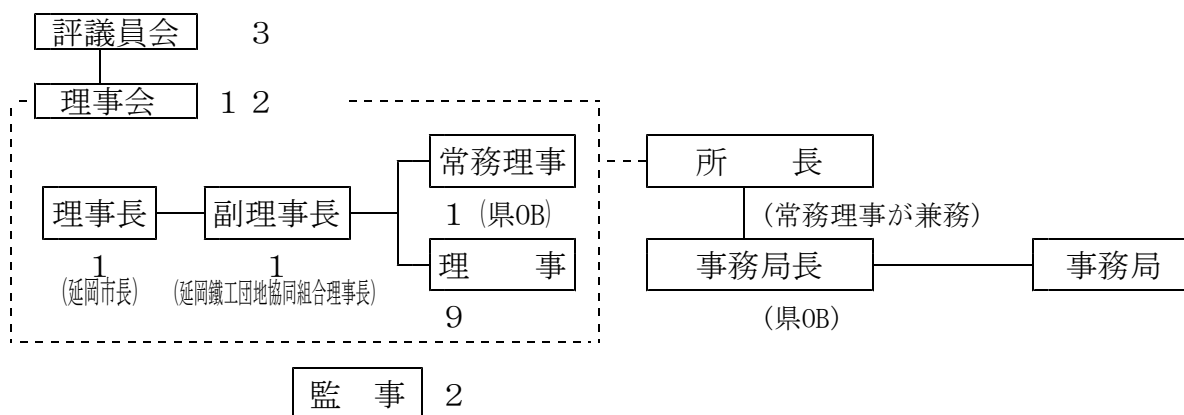 評議員会　３
理事会　１２
常務理事
所　　長
理事長
副理事長
１（県OB）
（常務理事が兼務）
１
１
理　　事
事務局長
事務局
（延岡市長）
（延岡鐵工団地協同組合理事長）
９
（県OB）
監　事　２